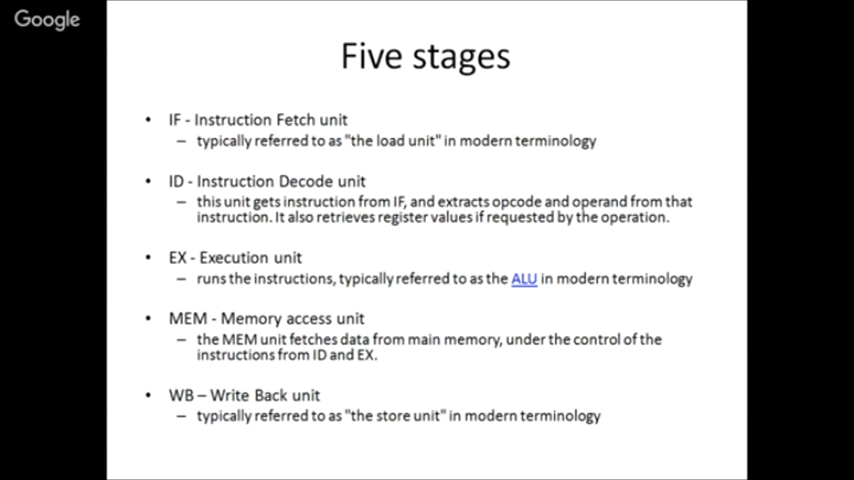 Google
Five stages
• IF - Instruction Fetch unit
– typically referred to as "the load unit" in modern terminology
• ID - Instruction Decode unit
– this unit gets instruction from IF, and extracts opcode and operand from that
instruction. It also retrieves register values if requested by the operation.
• EX - Execution unit
– runs the instructions, typically referred to as the ALU in modern terminology
• MEM - Memory access unit
– the MEM unit fetches data from main memory, under the control of the
instructions from ID and EX.
• WB – Write Back unit
– typically referred to as "the store unit" in modern terminology